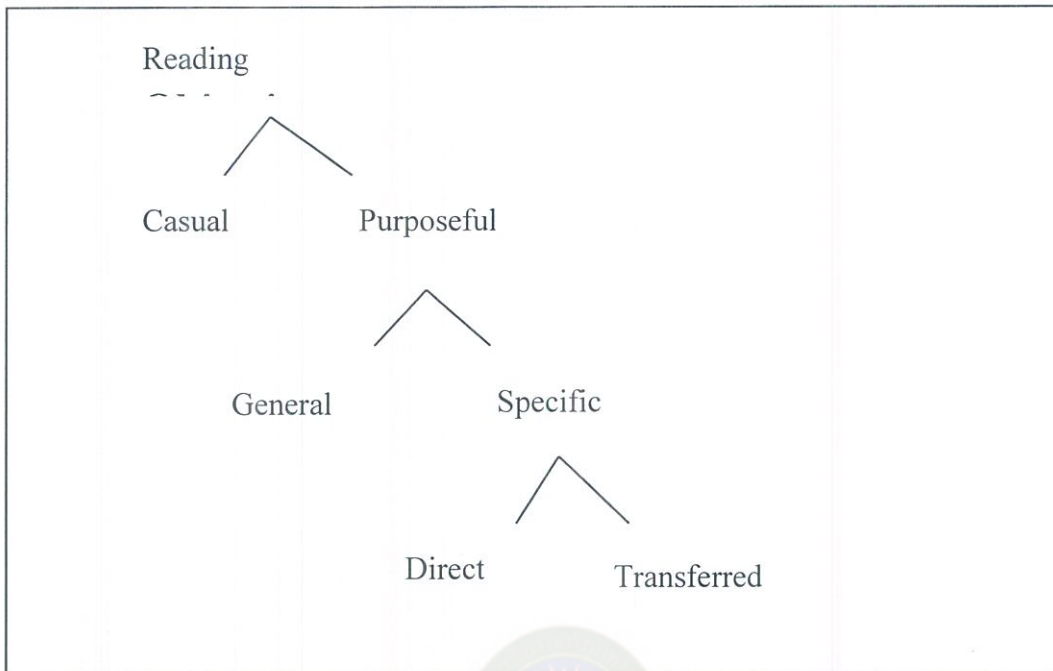 Reading
Casual Purposeful
General Specific
Direct Transferred